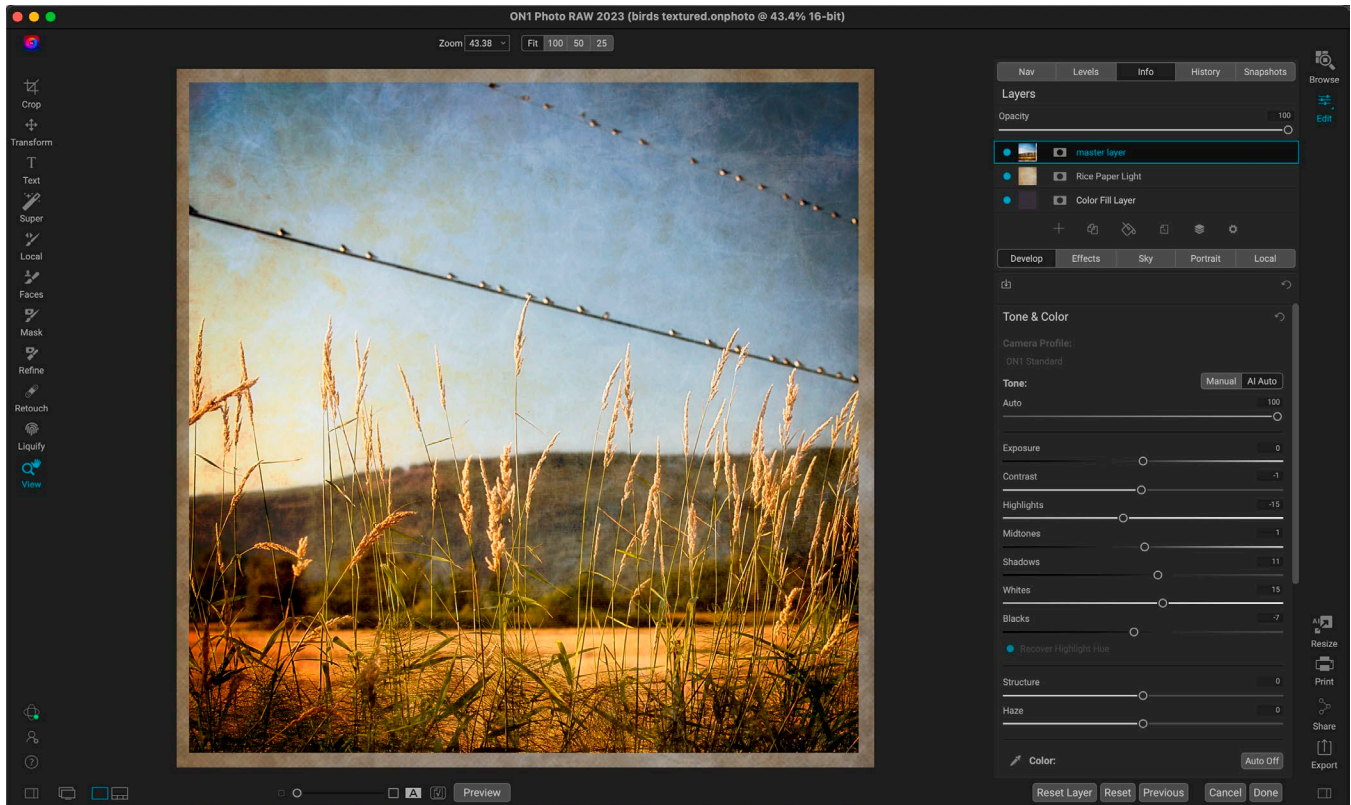 ON1 Photo RAW 2023 (birds textured.onphoto @ 43.4% 16-bit)
Zoom 43.38 Fit 100 50 25
Crop
Transform
Text
Super
Local
Faces
Mask
Refine
Retouch
Liquify
View
Nav Levels Info History Snapshots
Layers
Opacity 100
master layer
Rice Paper Light
Color Fill Layer
Develop Effects Sky Portrait Local
Tone & Color
Camera Profile:
ON1 Standard
Tone: Manual AI Auto
Auto 100
Exposure 0
Contrast -1
Highlights -15
Midtones 1
Shadows 11
Whites 15
Blacks -7
Recover Highlight Hue
Structure 0
Haze 0
Color: Auto Off
Browse
Edit
AI
Resize
Print
Share
Export
A Preview
Reset Layer Reset Previous Cancel Done